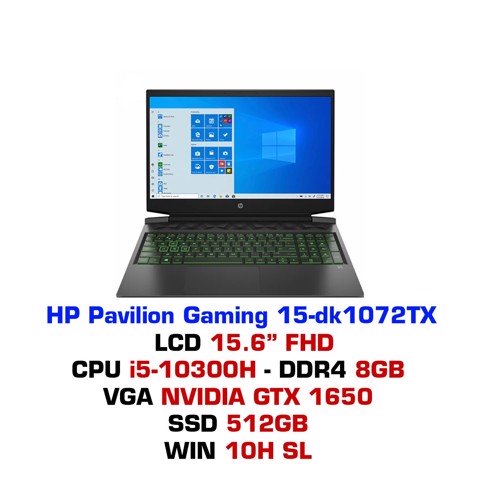 HP Pavilion Gaming 15-dk1072TX
LCD 15.6” FHD
CPU i5-10300H - DDR4 8GB
VGA NVIDIA GTX 1650
SSD 512GB
WIN 10H SL